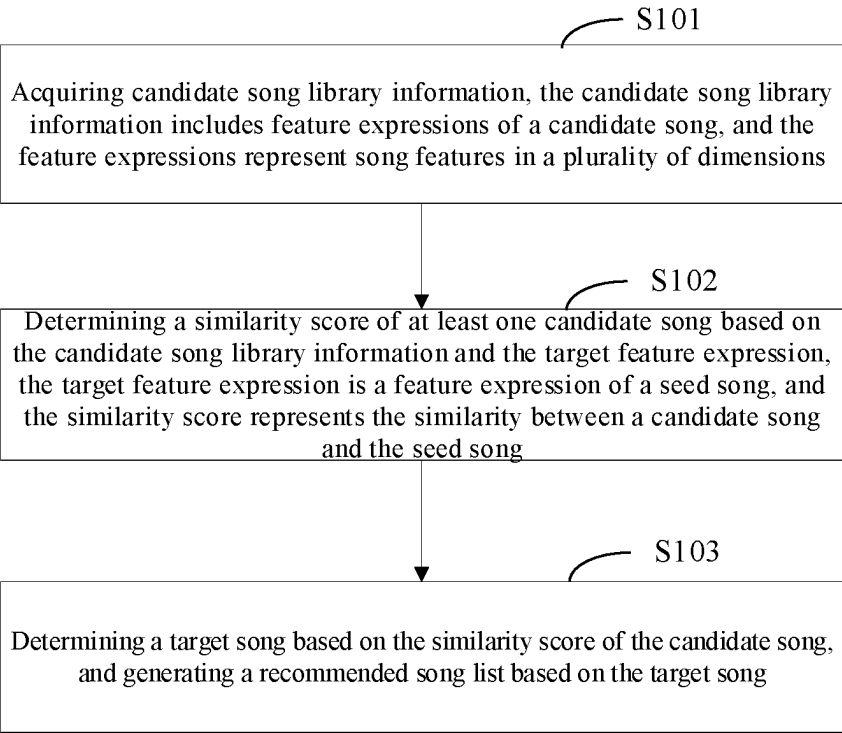 S101
Acquiring candidate song library information, the candidate song library
information includes feature expressions of a candidate song, and the
feature expressions represent song features in a plurality of dimensions
S102
Determining a similarity score of at least one candidate song based on
the candidate song library information and the target feature expression,
the target feature expression is a feature expression of a seed song, and
the similarity score represents the similarity between a candidate song
and the seed song
S103
Determining a target song based on the similarity score of the candidate song,
and generating a recommended song list based on the target song